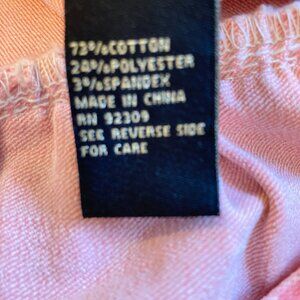 73%COTTON
24%POLYESTER
3%SPANDEX
MADE IN CHINA
RN 92309
SEE REVERSE SIDE
FOR CARE